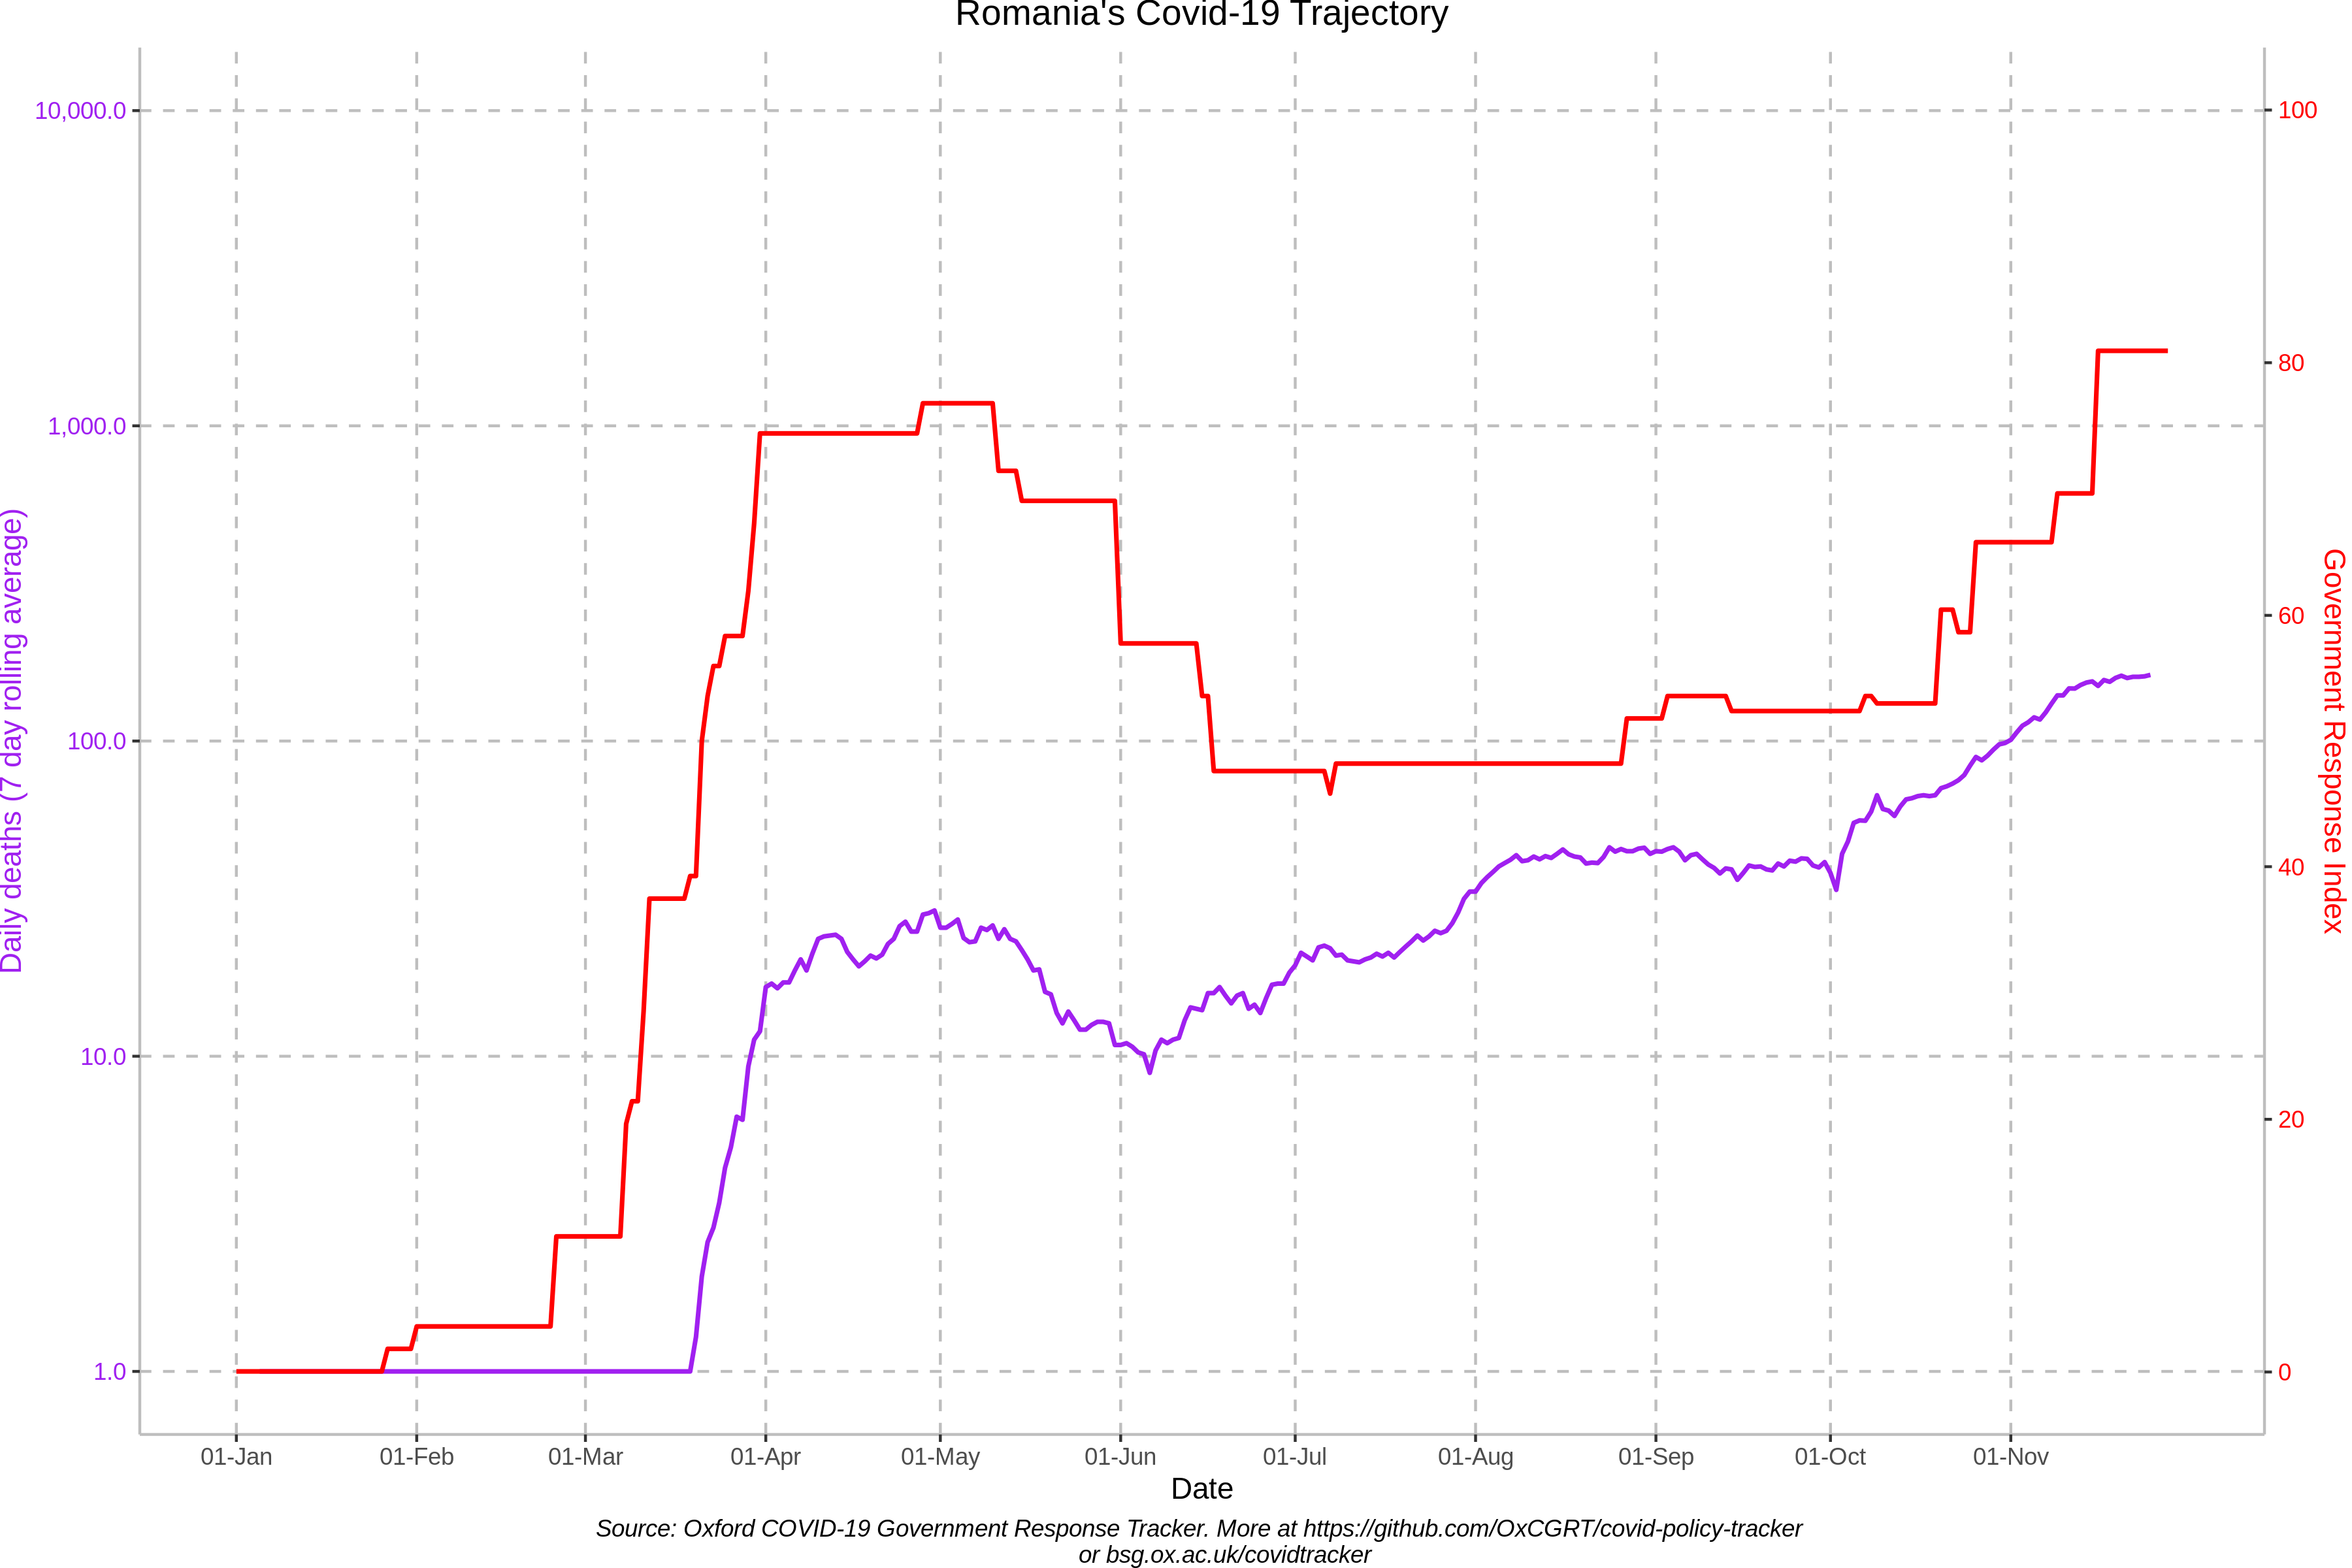 Romania's Covid-19 Trajectory
10,000.0
1,000.0
100.0
10.0
1.0
Daily deaths (7 day rolling average)
100
80
60
40
20
0
Government Response Index
01-Jan
01-Feb
01-Mar
01-Apr
01-May
01-Jun
01-Jul
01-Aug
01-Sep
01-Oct
01-Nov
Date
Source: Oxford COVID-19 Government Response Tracker. More at https://github.com/OxCGRT/covid-policy-tracker
or bsg.ox.ac.uk/covidtracker